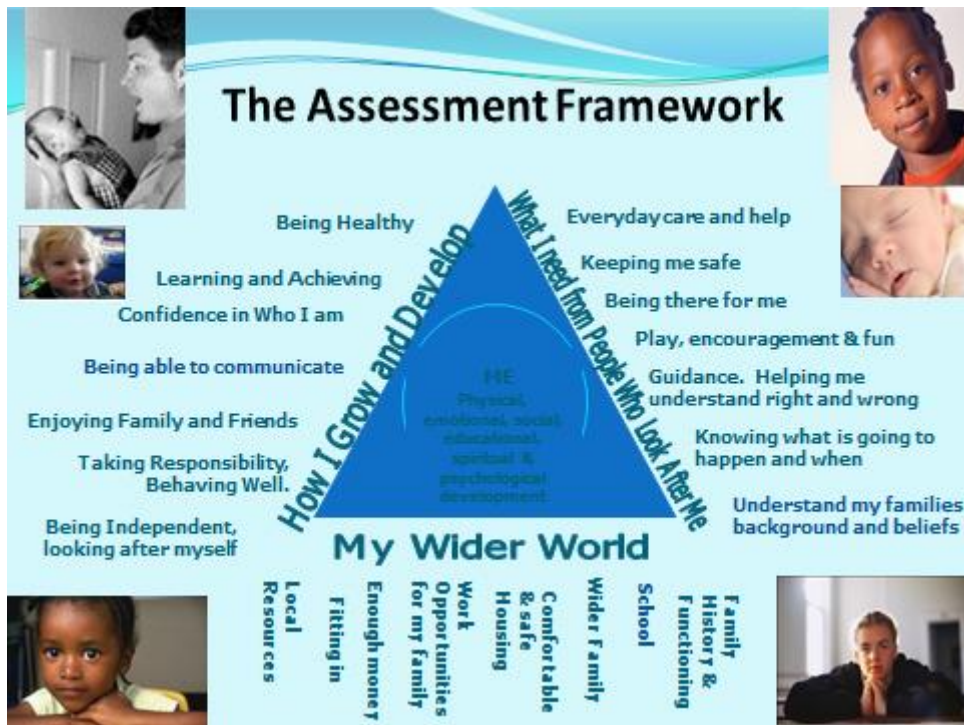 The Assessment Framework
Being Healthy
Learning and Achieving
Confidence in Who I am
Being able to communicate
Enjoying Family and Friends
Taking Responsibility,
Behaving Well.
Being Independent,
looking after myself
How I Grow and Develop
What I need from People Who Look After Me
Everyday care and help
Keeping me safe
Being there for me
Play, encouragement & fun
Guidance. Helping me
understand right and wrong
Knowing what is going to
happen and when
Understand my families
background and beliefs
ME
Physical,
emotional, social,
educational,
spiritual &
psychological
development
My Wider World
Local
Resources
Fitting in
Enough money
Work
Opportunities
for my family
Comfortable
& safe
Housing
Wider Family
School
Family
History &
Functioning